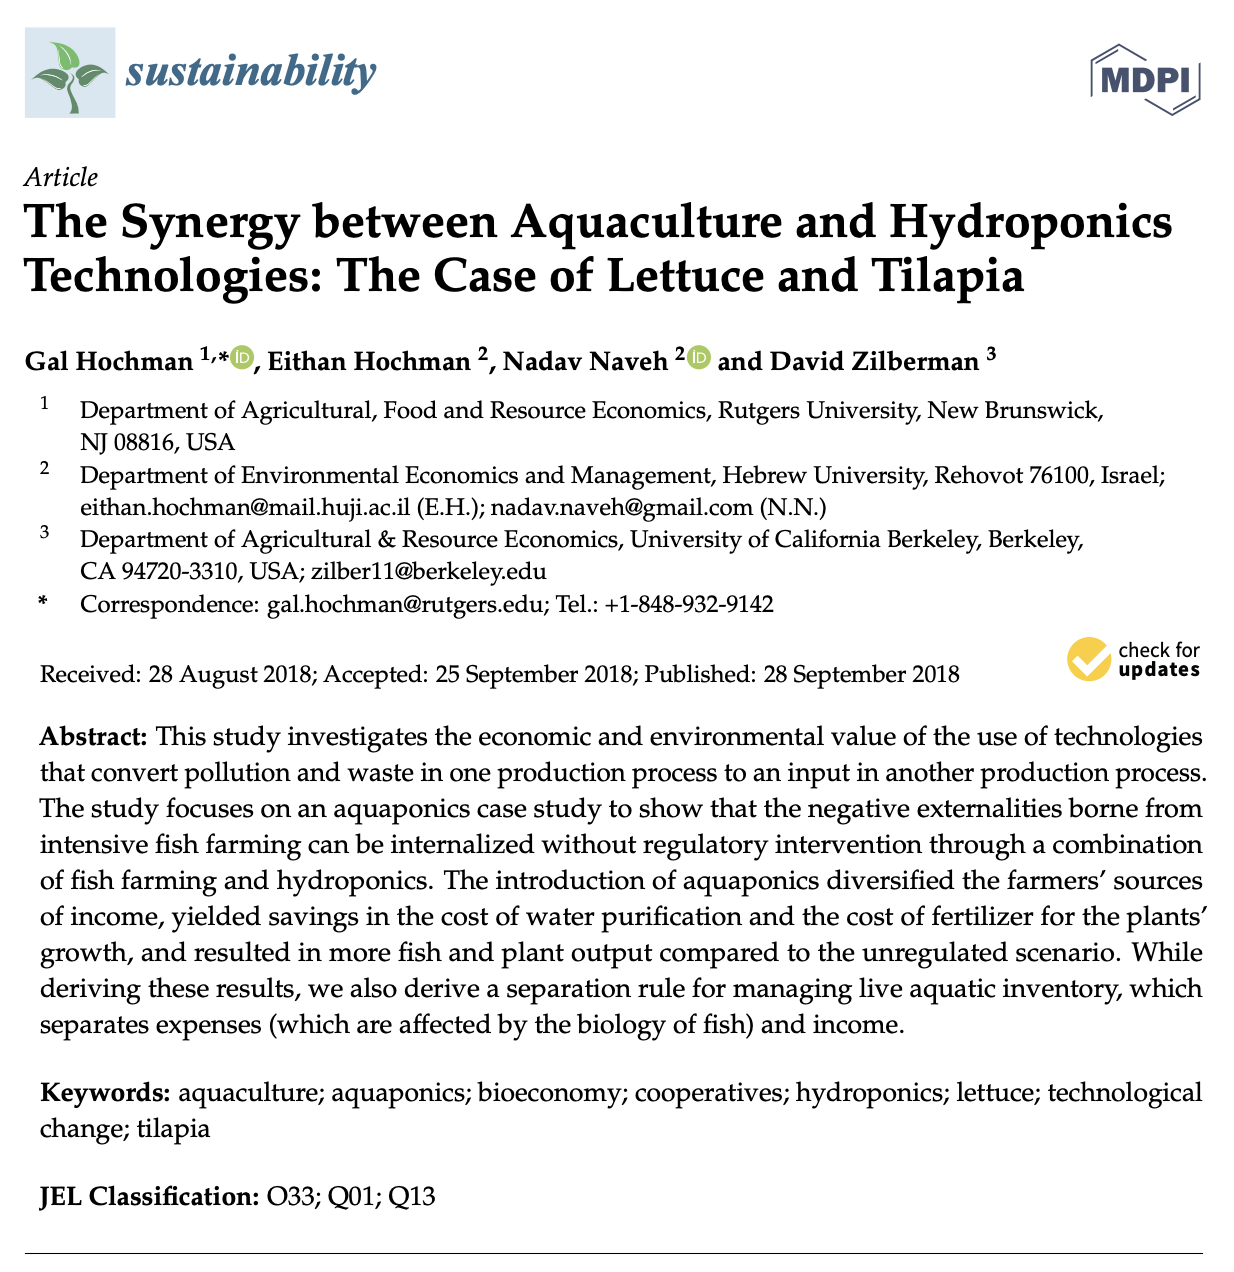 sustainability
MDPI
Article
The Synergy between Aquaculture and Hydroponics
Technologies: The Case of Lettuce and Tilapia
Gal Hochman 1,* iD, Eithan Hochman 2, Nadav Naveh 2 iD and David Zilberman 3
1 Department of Agricultural, Food and Resource Economics, Rutgers University, New Brunswick,
NJ 08816, USA
2 Department of Environmental Economics and Management, Hebrew University, Rehovot 76100, Israel;
eithan.hochman@mail.huji.ac.il (E.H.); nadav.naveh@gmail.com (N.N.)
3 Department of Agricultural & Resource Economics, University of California Berkeley, Berkeley,
CA 94720-3310, USA; zilber11@berkeley.edu
* Correspondence: gal.hochman@rutgers.edu; Tel.: +1-848-932-9142
check for
updates
Received: 28 August 2018; Accepted: 25 September 2018; Published: 28 September 2018
Abstract: This study investigates the economic and environmental value of the use of technologies
that convert pollution and waste in one production process to an input in another production process.
The study focuses on an aquaponics case study to show that the negative externalities borne from
intensive fish farming can be internalized without regulatory intervention through a combination
of fish farming and hydroponics. The introduction of aquaponics diversified the farmers’ sources
of income, yielded savings in the cost of water purification and the cost of fertilizer for the plants’
growth, and resulted in more fish and plant output compared to the unregulated scenario. While
deriving these results, we also derive a separation rule for managing live aquatic inventory, which
separates expenses (which are affected by the biology of fish) and income.
Keywords: aquaculture; aquaponics; bioeconomy; cooperatives; hydroponics; lettuce; technological
change; tilapia
JEL Classification: O33; Q01; Q13